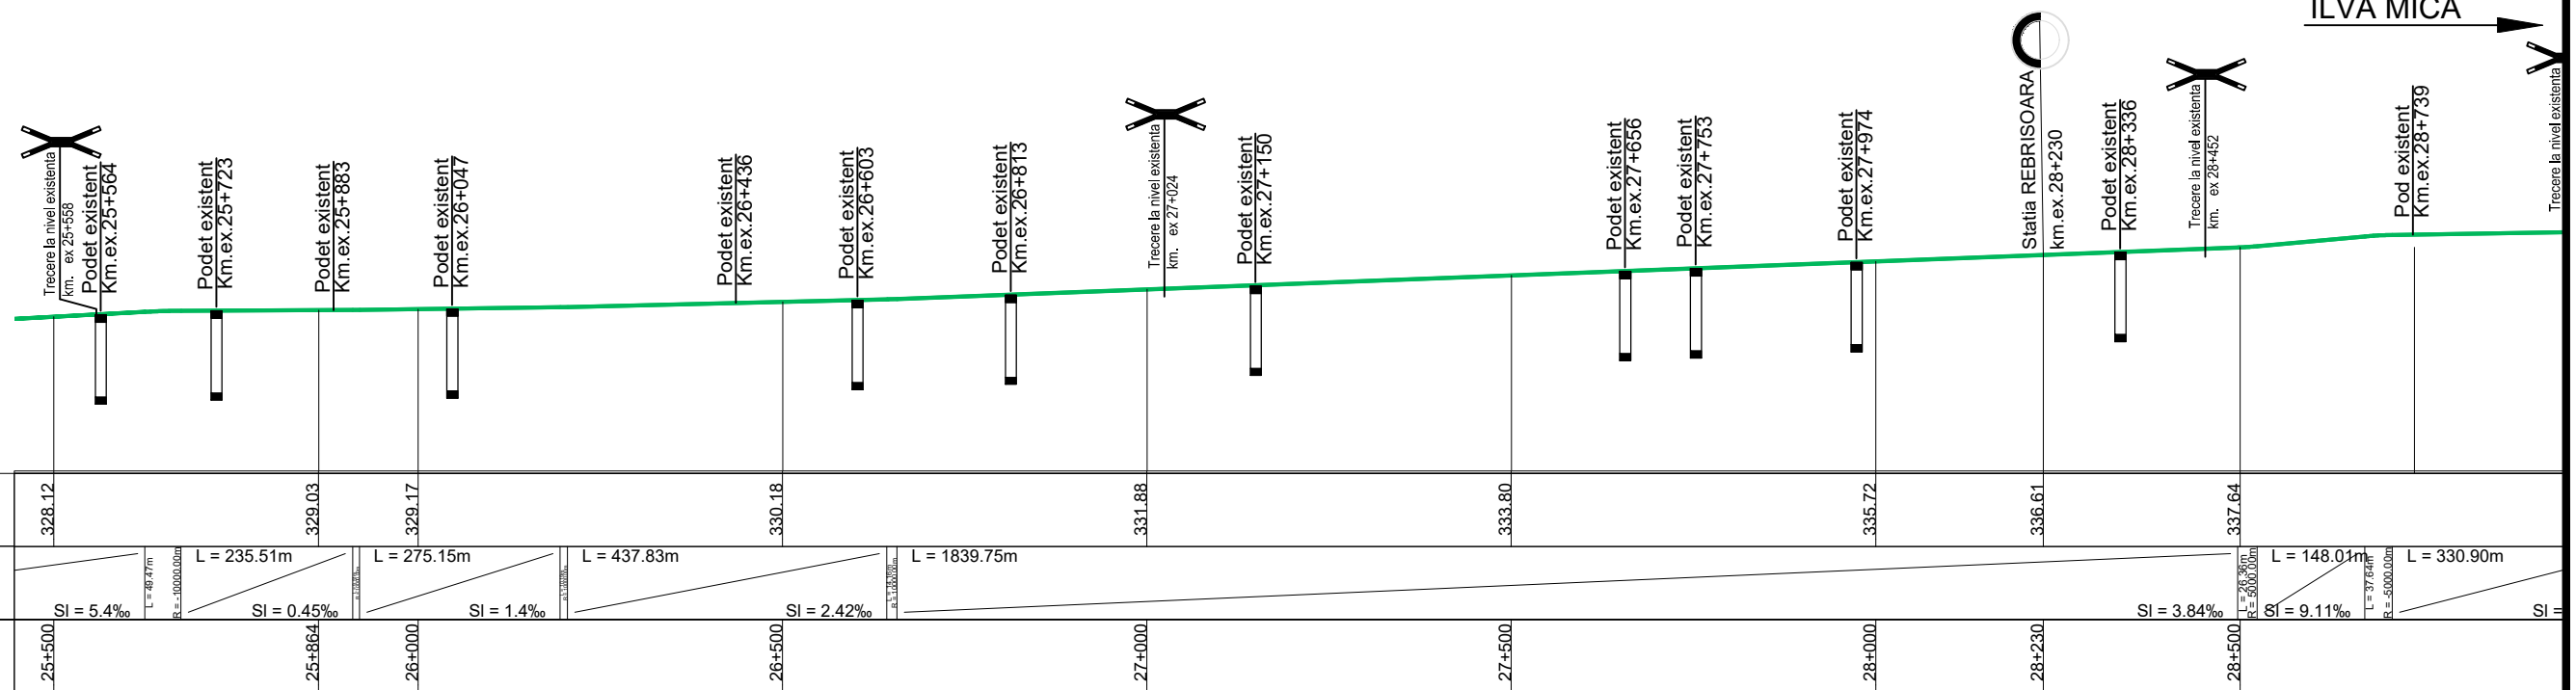 ILVA MICA
Trecere la nivel existenta
km. ex 25+558
Podet existent
Km.ex.25+564
Podet existent
Km.ex.25+723
Podet existent
Km.ex.25+883
Podet existent
Km.ex.26+047
Podet existent
Km.ex.26+436
Podet existent
Km.ex.26+603
Podet existent
Km.ex.26+813
Trecere la nivel existenta
km. ex 27+024
Podet existent
Km.ex.27+150
Podet existent
Km.ex.27+656
Podet existent
Km.ex.27+753
Podet existent
Km.ex.27+974
Statia REBRISOARA
km.ex.28+230
Podet existent
Km.ex.28+336
Trecere la nivel existenta
km. ex 28+452
Pod existent
Km.ex.28+739
Trecere la nivel existenta
328.12
329.03
329.17
330.18
331.88
333.80
335.72
336.61
337.64
SI = 5.4‰
L = 49.47m
R = -10000.00m
L = 235.51m
SI = 0.45‰
L = 275.15m
SI = 1.4‰
L = 437.83m
SI = 2.42‰
L = 1839.75m
SI = 3.84‰
L = 26.36m
R = 5000.00m
L = 148.01m
SI = 9.11‰
L = 37.64m
R = -5000.00m
L = 330.90m
SI =
25+500
25+864
26+000
26+500
27+000
27+500
28+000
28+230
28+500